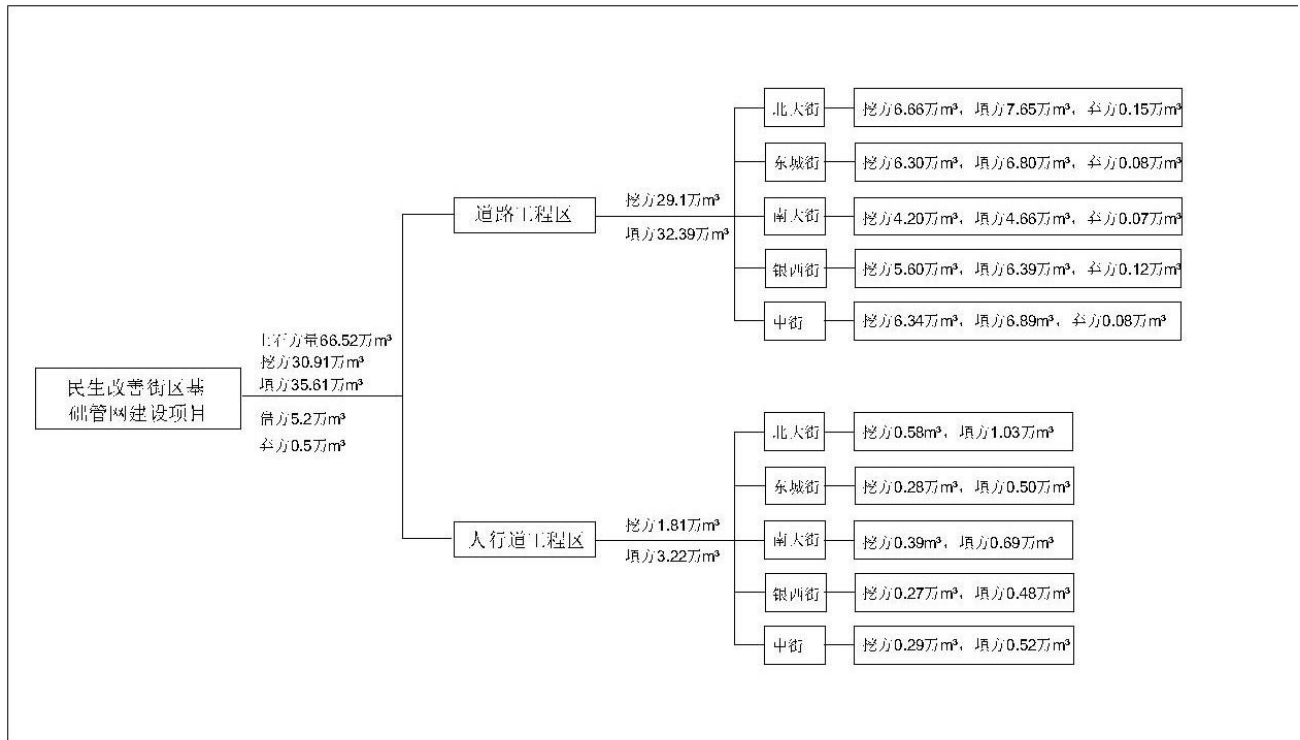 北大街
挖方6.66万m³，填方7.65万m³，弃方0.15万m³
东城街
挖方6.30万m³，填方6.80万m³，弃方0.08万m³
道路工程区
挖方29.1万m³
填方32.39万m³
南大街
挖方4.20万m³，填方4.66万m³，弃方0.07万m³
银西街
挖方5.60万m³，填方6.39万m³，弃方0.12万m³
中街
挖方6.34万m³，填方6.89m³，弃方0.08万m³
民生改善街区基
础管网建设项目
土石方量66.52万m³
挖方30.91万m³
填方35.61万m³
借方5.2万m³
弃方0.5万m³
北大街
挖方0.58m³，填方1.03万m³
东城街
挖方0.28万m³，填方0.50万m³
人行道工程区
挖方1.81万m³
填方3.22万m³
南大街
挖方0.39m³，填方0.69万m³
银西街
挖方0.27万m³，填方0.48万m³
中街
挖方0.29万m³，填方0.52万m³